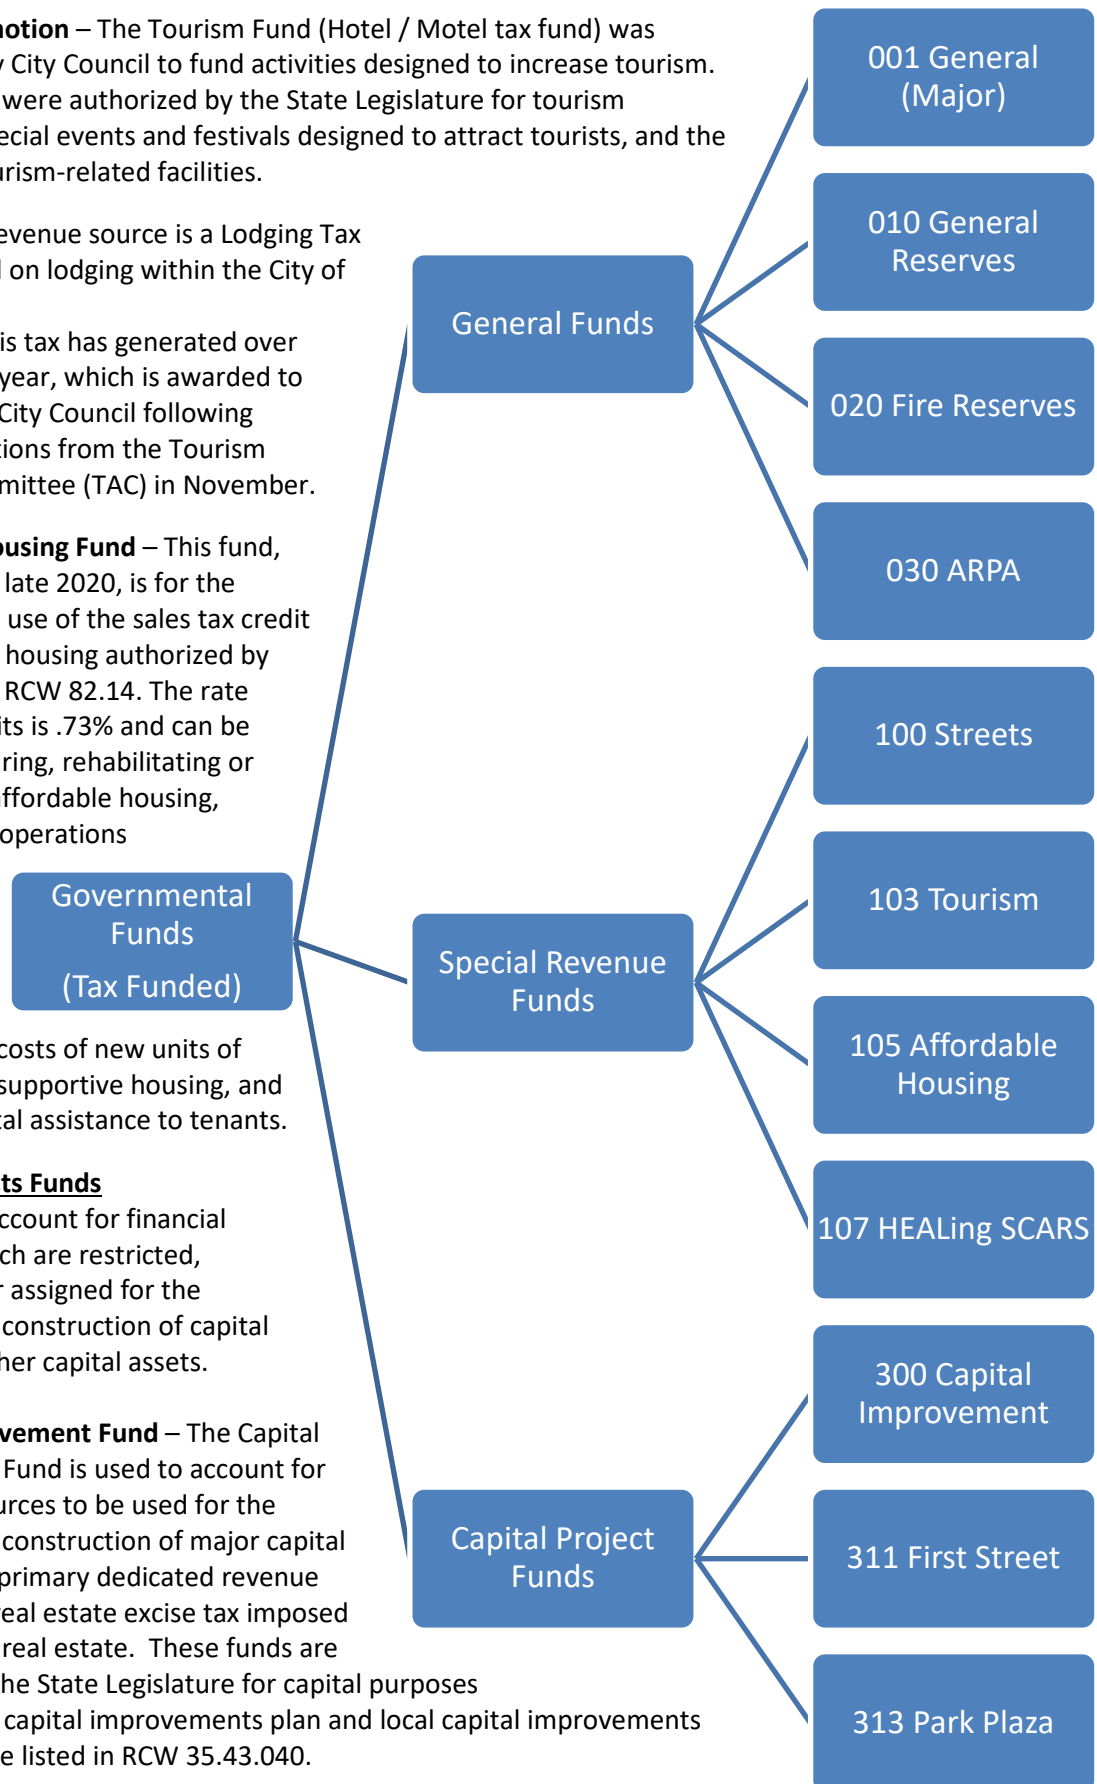 notion – The Tourism Fund (Hotel / Motel tax fund) was
y City Council to fund activities designed to increase tourism.
were authorized by the State Legislature for tourism
ecial events and festivals designed to attract tourists, and the
urism-related facilities.
evenue source is a Lodging Tax
l on lodging within the City of
is tax has generated over
year, which is awarded to
City Council following
tions from the Tourism
mittee (TAC) in November.
ousing Fund – This fund,
late 2020, is for the
use of the sales tax credit
housing authorized by
RCW 82.14. The rate
its is .73% and can be
ring, rehabilitating or
affordable housing,
operations
Governmental
Funds
(Tax Funded)
costs of new units of
supportive housing, and
tal assistance to tenants.
ts Funds
ccount for financial
ch are restricted,
r assigned for the
construction of capital
her capital assets.
vement Fund – The Capital
Fund is used to account for
urces to be used for the
construction of major capital
primary dedicated revenue
real estate excise tax imposed
real estate. These funds are
he State Legislature for capital purposes
capital improvements plan and local capital improvements
e listed in RCW 35.43.040.
General Funds
Special Revenue
Funds
Capital Project
Funds
001 General
(Major)
010 General
Reserves
020 Fire Reserves
030 ARPA
100 Streets
103 Tourism
105 Affordable
Housing
107 HEALing SCARS
300 Capital
Improvement
311 First Street
313 Park Plaza